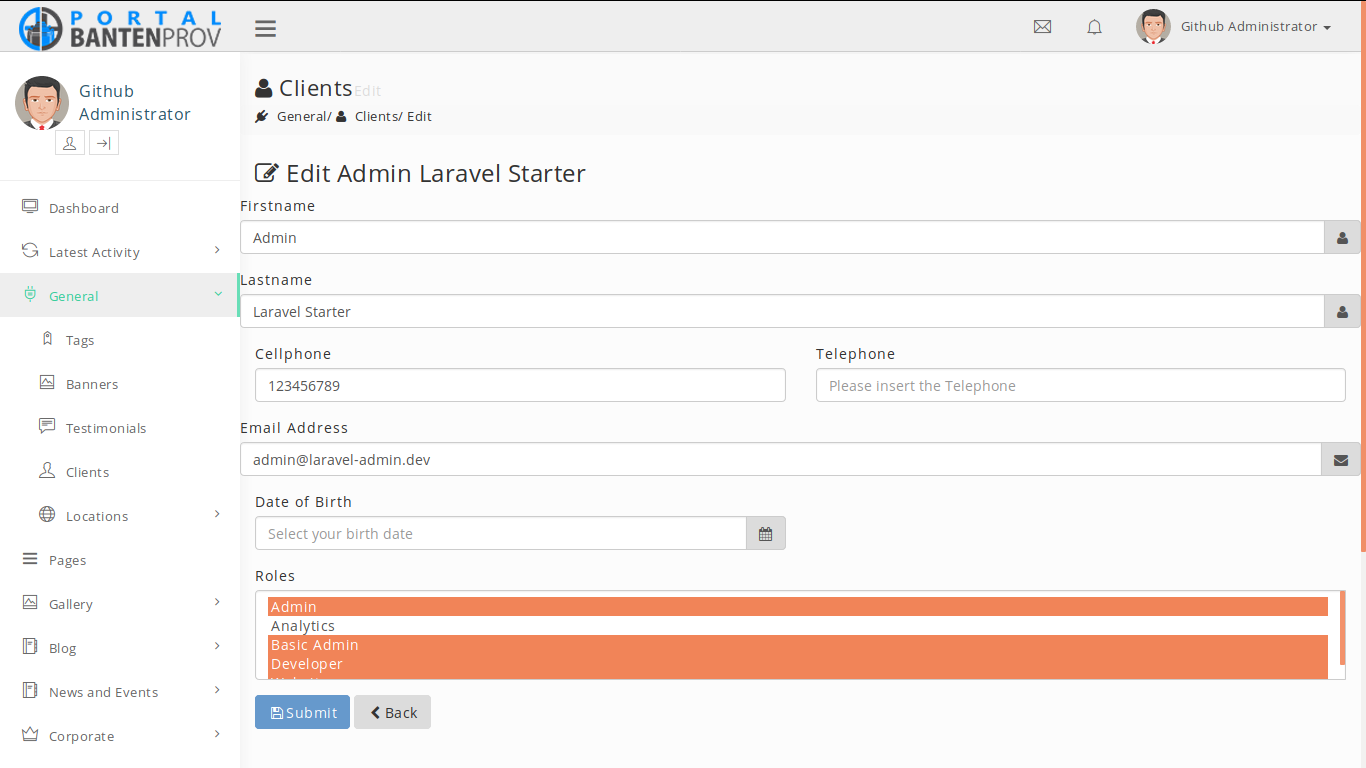 PORTAL
BANTENPROV
Github Administrator
Github
Administrator
Dashboard
Latest Activity
General
Tags
Banners
Testimonials
Clients
Locations
Pages
Gallery
Blog
News and Events
Corporate
Clients Edit
General/ Clients/ Edit
Edit Admin Laravel Starter
Firstname
Admin
Lastname
Laravel Starter
Cellphone
Telephone
123456789
Please insert the Telephone
Email Address
admin@laravel-admin.dev
Date of Birth
Select your birth date
Roles
Admin
Analytics
Basic Admin
Developer
Submit
Back